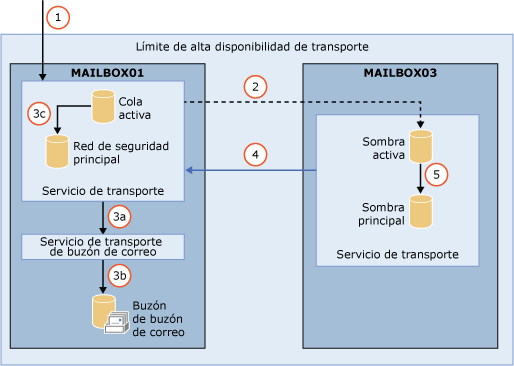 1
Límite de alta disponibilidad de transporte
MAILBOX01
MAILBOX03
Cola
activa
3c
Red de seguridad
principal
Servicio de transporte
2
4
Sombra
activa
5
Sombra
principal
Servicio de transporte
3a
Servicio de transporte
de buzón de correo
3b
Buzón
de buzón
de correo